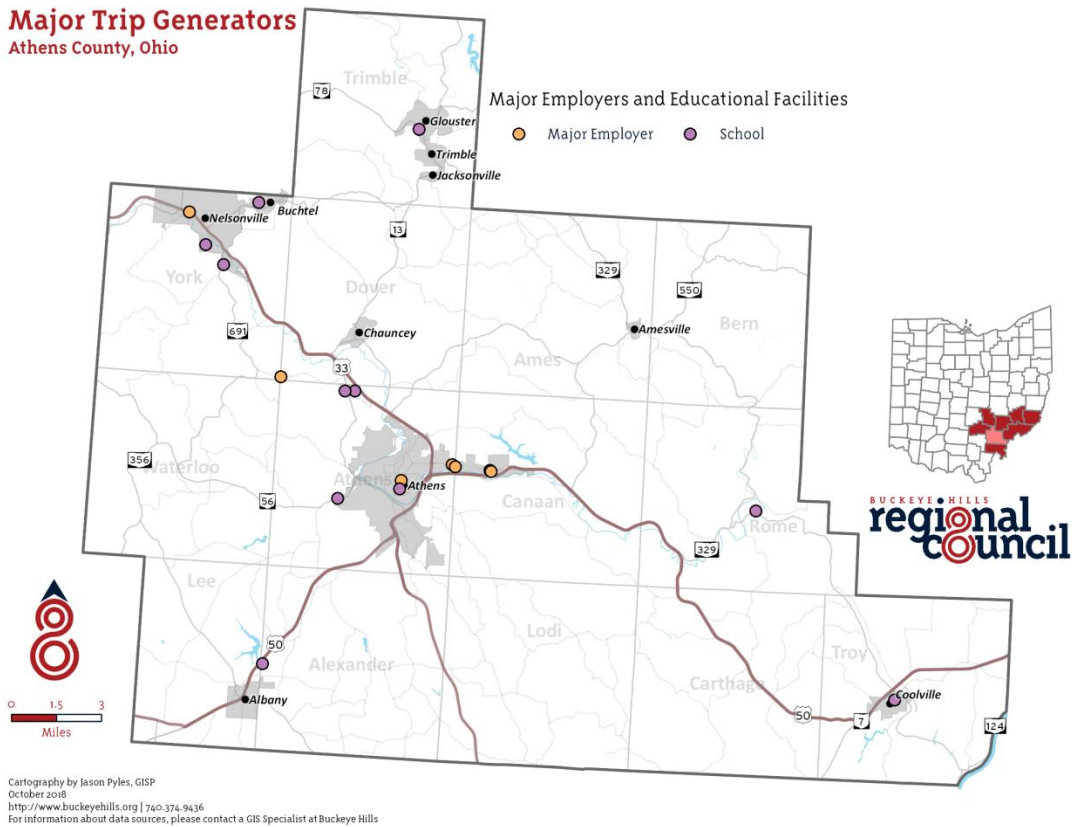 Major Trip Generators
Athens County, Ohio
Trimble
78
Major Employers and Educational Facilities
Major Employer
School
Glouster
Trimble
Jacksonville
Buchtel
Nelsonville
13
York
329
550
Dover
691
Chauncey
Amesville
Bern
Ames
33
356
Waterloo
Athens
Athens
56
Canaan
Rome
329
BUCKEYE HILLS
regional
council
Lee
50
Lodi
Alexander
Troy
Carthage
Albany
Coolville
50
7
124
0 1.5 3
Miles
Cartography by Jason Pyles, GISP
October 2018
http://www.buckeyehills.org | 740.374.9436
For information about data sources, please contact a GIS Specialist at Buckeye Hills